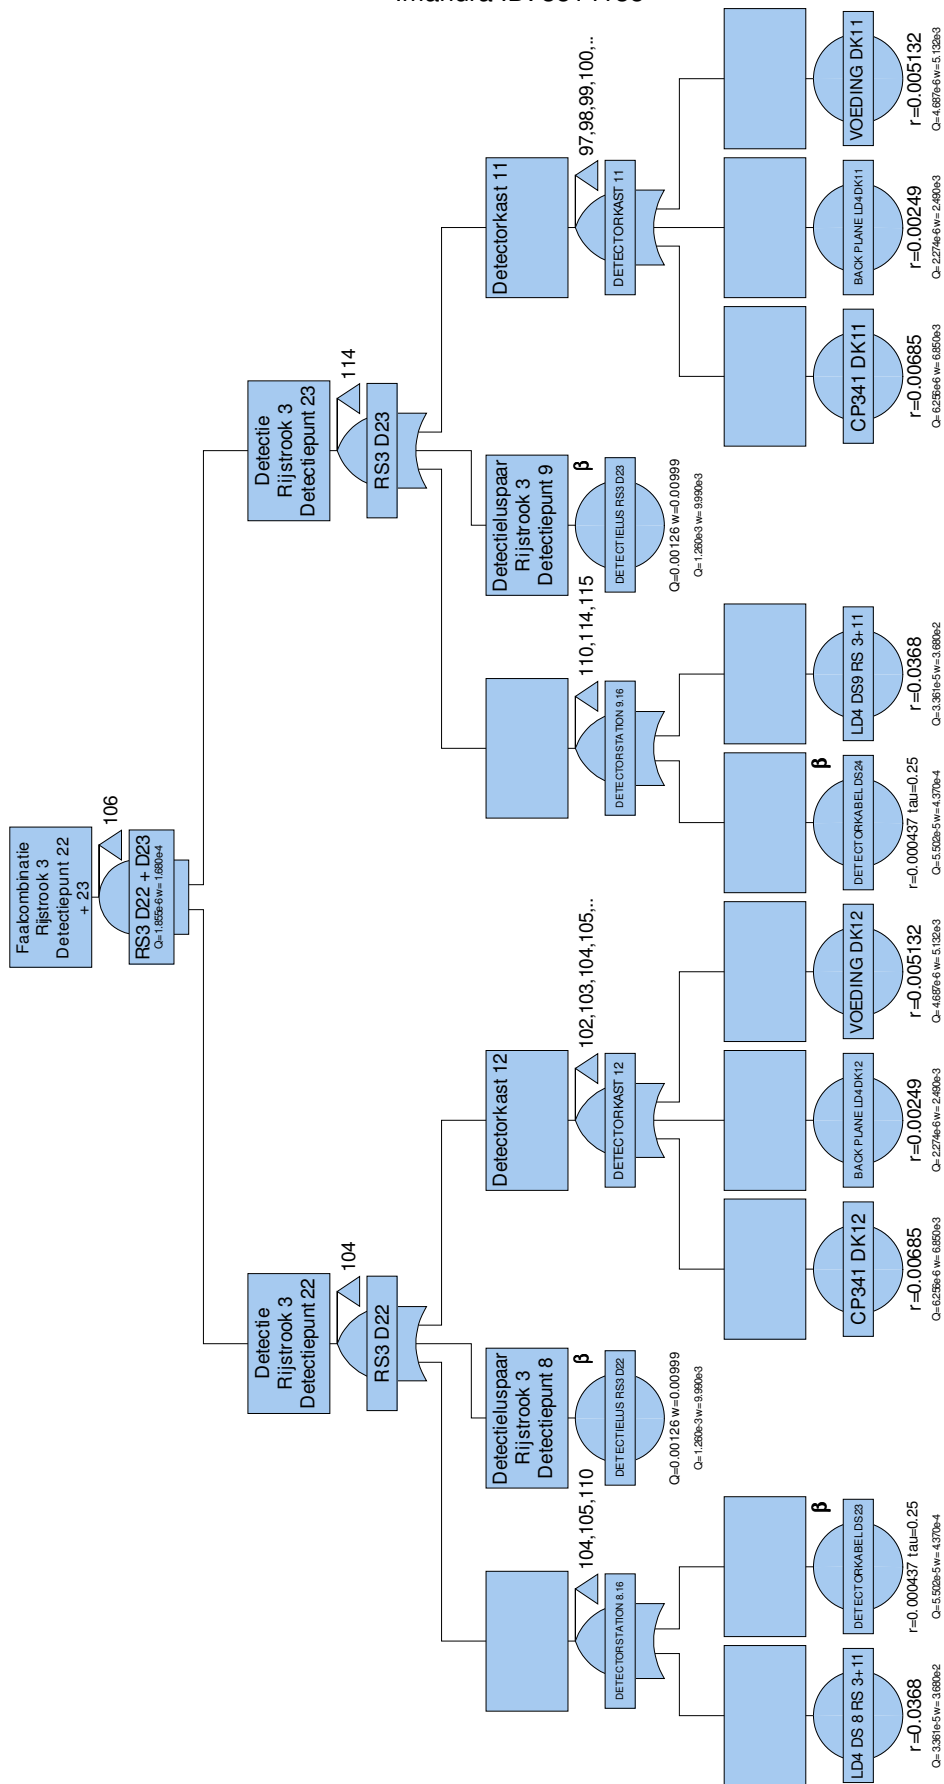 Faalcombinatie
Rijstrook 3
Detectiepunt 22
+ 23
106
RS3 D22 + D23
Q=1.855e-6 w= 1.680e-4
Detectie
Rijstrook 3
Detectiepunt 22
104
RS3 D22
Detectie
Rijstrook 3
Detectiepunt 23
114
RS3 D23
104,105,110
DETECTORSTATION 8.16
Detectieluspaar
Rijstrook 3
Detectiepunt 8
β
DETECTIELUS RS3 D22
Q=0.00126 w=0.00999
Q=1.260e-3 w=9.990e-3
Detectorkast 12
102,103,104,105,..
DETECTORKAST 12
110,114,115
DETECTORSTATION 9.16
Detectieluspaar
Rijstrook 3
Detectiepunt 9
β
DETECTIELUS RS3 D23
Q=0.00126 w=0.00999
Q=1.260e-3 w= 9.990e-3
Detectorkast 11
97,98,99,100,..
DETECTORKAST 11
LD4 DS 8 RS 3+11
r=0.0368
Q=3.361e-5 w=3.680e-2
β
DETECTORKABEL DS23
r=0.000437 tau=0.25
Q=5.502e-5 w= 4.370e-4
CP341 DK12
r=0.00685
Q=6.256e-6 w= 6.850e-3
BACK PLANE LD4 DK12
r=0.00249
Q=2.274e-6 w= 2.490e-3
VOEDING DK12
r=0.005132
Q=4.687e-6 w= 5.132e-3
β
DETECTORKABEL DS24
r=0.000437 tau=0.25
Q=5.502e-5 w=4.370e-4
LD4 DS9 RS 3+11
r=0.0368
Q=3.361e-5 w=3.680e-2
CP341 DK11
r=0.00685
Q=6.256e-6 w= 6.850e-3
BACK PLANE LD4 DK11
r=0.00249
Q=2.274e-6 w= 2.490e-3
VOEDING DK11
r=0.005132
Q=4.687e-6 w= 5.132e-3